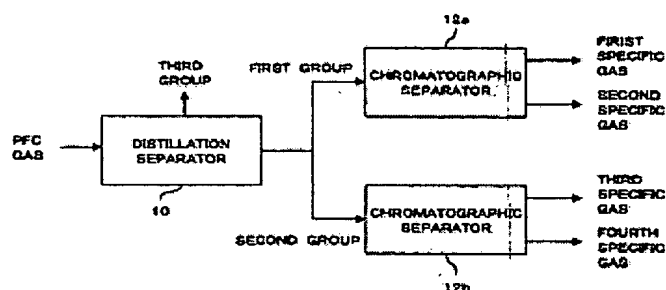 12a
FIRIST
SPECIFIC
GAS
THIRD
GROUP
FIRST GROUP
CHROMATOGRAPHIC
SEPARATOR
SECOND
SPECIFIC
GAS
PFC
GAS
DISTILLATION
SEPARATOR
10
THIRD
SPECIFIC
GAS
CHROMATOGRAPHIC
SEPARATOR
SECOND GROUP
FOURTH
SPECIFIC
GAS
12b